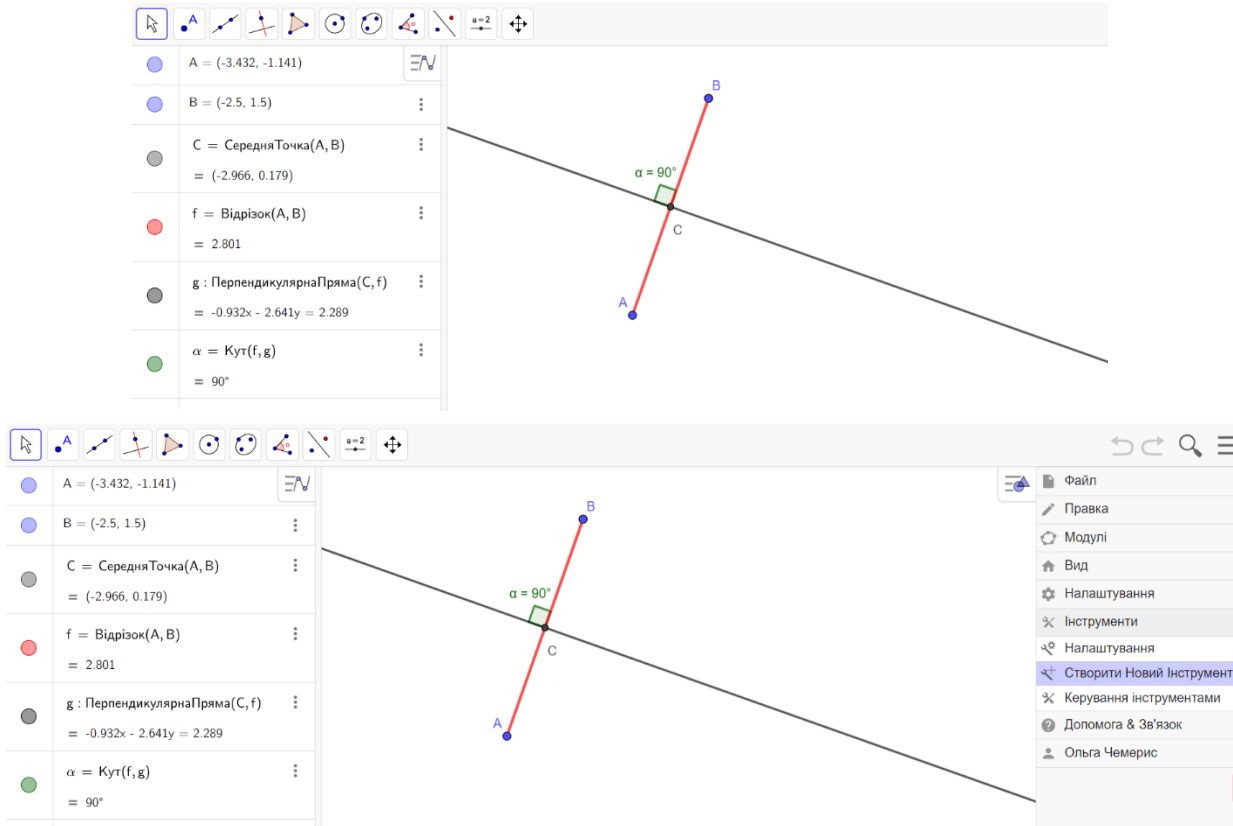 A
a=2
A = (-3.432, -1.141)
B = (-2.5, 1.5)
C = СередняТочка(A, B)
= (-2.966, 0.179)
f = Відрізок(A, B)
= 2.801
g : ПерпендикулярнаПряма(C, f)
= -0.932x - 2.641y = 2.289
α = Кут(f, g)
= 90°
B
α = 90°
C
A
A
a=2
A = (-3.432, -1.141)
B = (-2.5, 1.5)
C = СередняТочка(A, B)
= (-2.966, 0.179)
f = Відрізок(A, B)
= 2.801
g : ПерпендикулярнаПряма(C, f)
= -0.932x - 2.641y = 2.289
α = Кут(f, g)
= 90°
B
α = 90°
C
A
Файл
Правка
Модулі
Вид
Налаштування
Інструменти
Налаштування
Створити Новий Інструмент
Керування інструментами
Допомога & Зв'язок
Ольга Чемерис